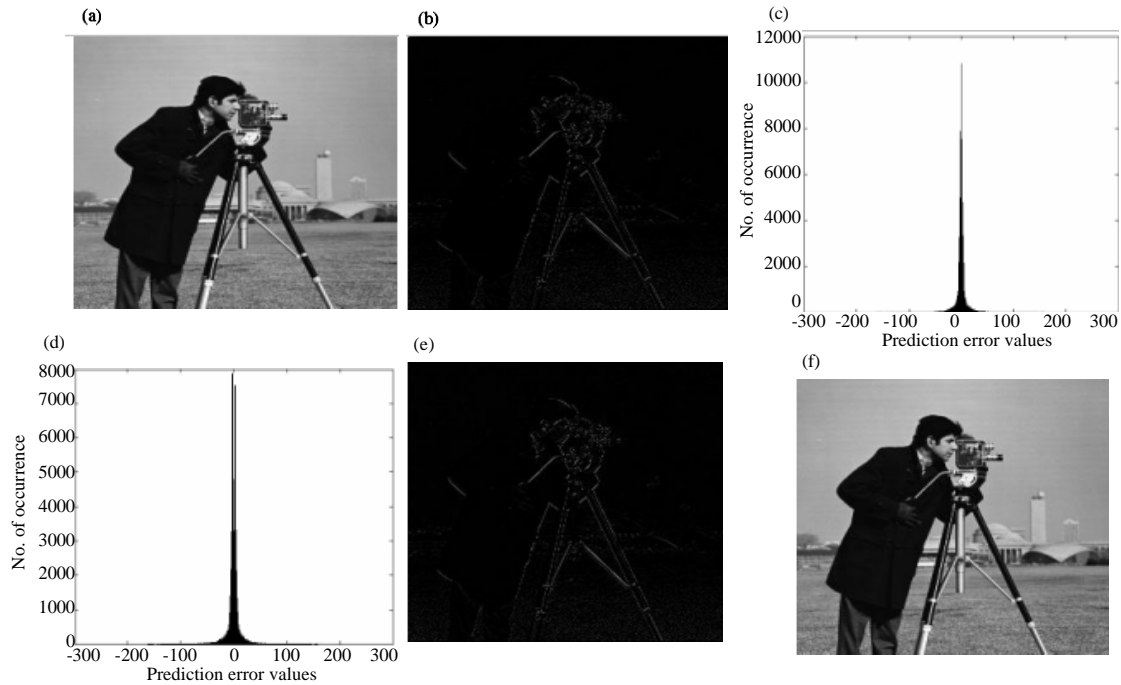 (a)
(b)
(c)
12000
10000
8000
6000
4000
2000
0
No. of occurrence
-300 -200 -100 0 100 200 300
Prediction error values
(d)
8000
7000
6000
5000
4000
3000
2000
1000
0
No. of occurrence
-300 -200 -100 0 100 200 300
Prediction error values
(e)
(f)